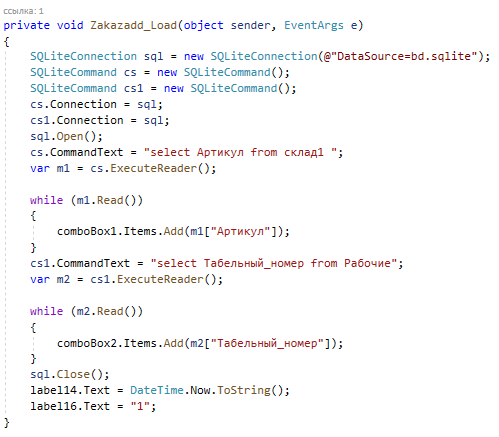 ссылка: 1
private void Zakazadd_Load(object sender, EventArgs e)
{
    SQLiteConnection sql = new SQLiteConnection(@"DataSource=bd.sqlite");
    SQLiteCommand cs = new SQLiteCommand();
    SQLiteCommand cs1 = new SQLiteCommand();
    cs.Connection = sql;
    cs1.Connection = sql;
    sql.Open();
    cs.CommandText = "select Артикул from склад1 ";
    var m1 = cs.ExecuteReader();

    while (m1.Read())
    {
        comboBox1.Items.Add(m1["Артикул"]);
    }
    cs1.CommandText = "select Табельный_номер from Рабочие";
    var m2 = cs1.ExecuteReader();

    while (m2.Read())
    {
        comboBox2.Items.Add(m2["Табельный_номер"]);
    }
    sql.Close();
    label14.Text = DateTime.Now.ToString();
    label16.Text = "1";
}